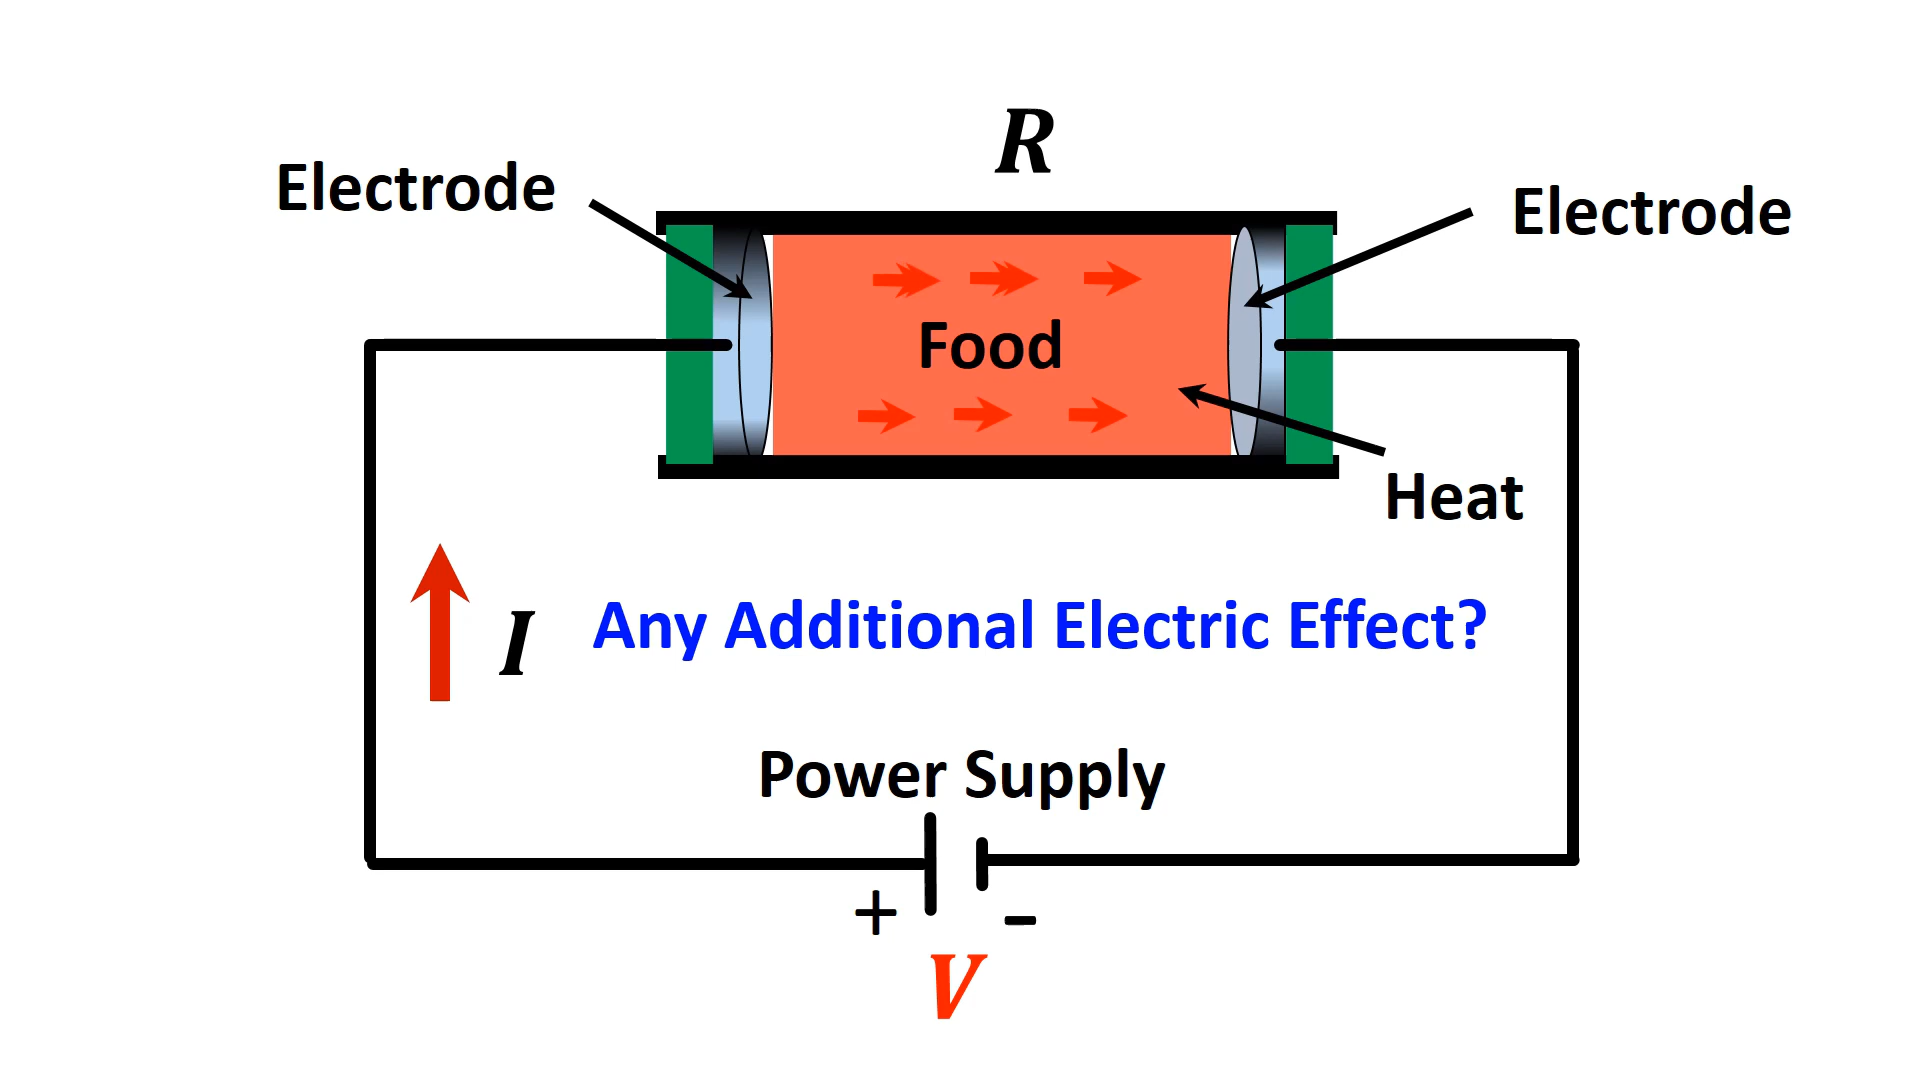 R
Electrode
Electrode
Food
Heat
I
Any Additional Electric Effect?
Power Supply
+ -
V